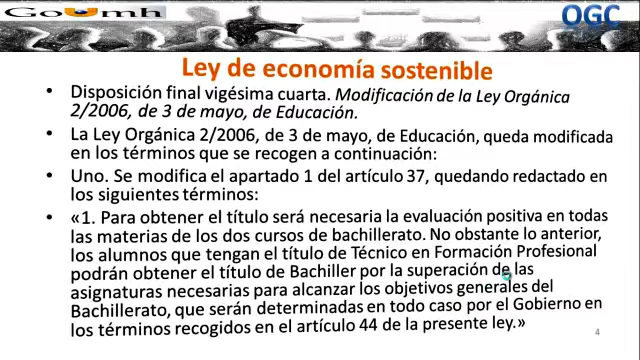 GOUmh
OGC
Ley de economía sostenible
• Disposición final vigésima cuarta. Modificación de la Ley Orgánica
2/2006, de 3 de mayo, de Educación.
• La Ley Orgánica 2/2006, de 3 de mayo, de Educación, queda modificada
en los términos que se recogen a continuación:
• Uno. Se modifica el apartado 1 del artículo 37, quedando redactado en
los siguientes términos:
• «1. Para obtener el título será necesaria la evaluación positiva en todas
las materias de los dos cursos de bachillerato. No obstante lo anterior,
los alumnos que tengan el título de Técnico en Formación Profesional
podrán obtener el título de Bachiller por la superación de las
asignaturas necesarias para alcanzar los objetivos generales del
Bachillerato, que serán determinadas en todo caso por el Gobierno en
los términos recogidos en el artículo 44 de la presente ley.»
4